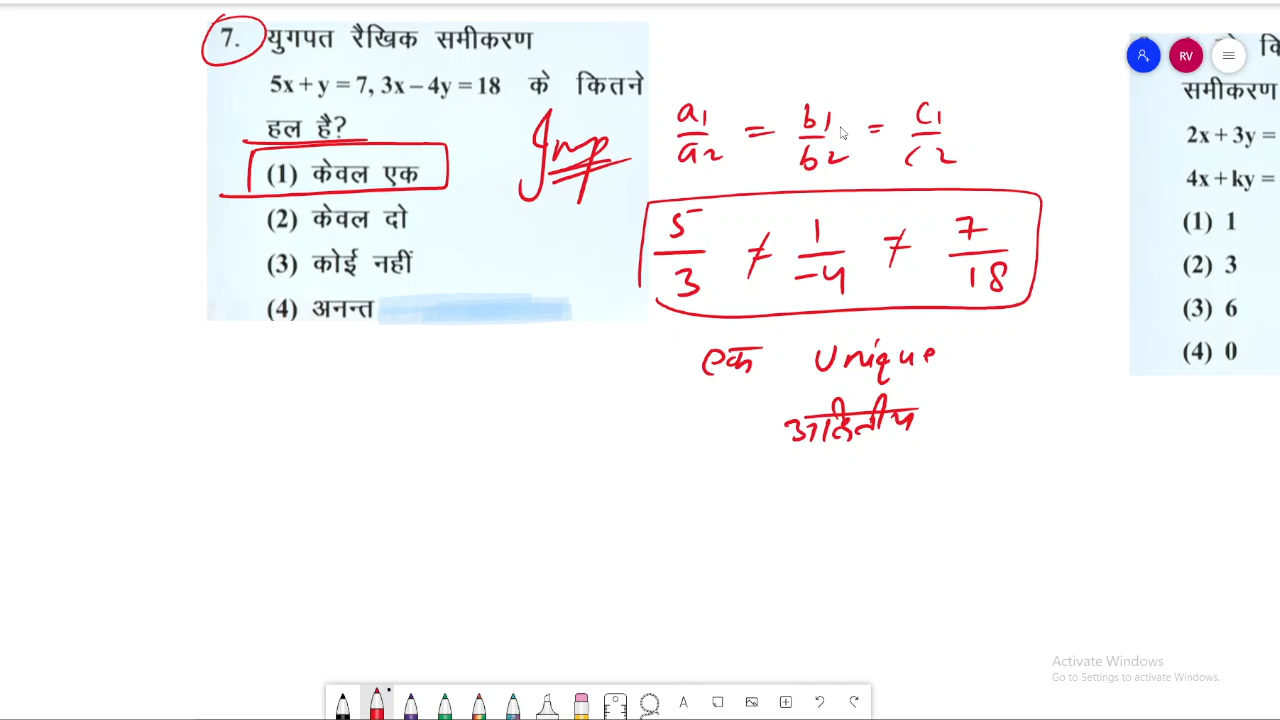 7. युगपत रैखिक समीकरण
5x + y = 7, 3x – 4y = 18 के कितने
हल है?
(1) केवल एक
(2) केवल दो
(3) कोई नहीं
(4) अनन्त
Imp
a1/a2 = b1/b2 = c1/c2
5/3 ≠ 1/-4 ≠ 7/18
एक unique
RV
समीकरण
2x + 3y =
4x + ky =
(1) 1
(2) 3
(3) 6
(4) 0
Activate Windows
Go to Settings to activate Windows.
A